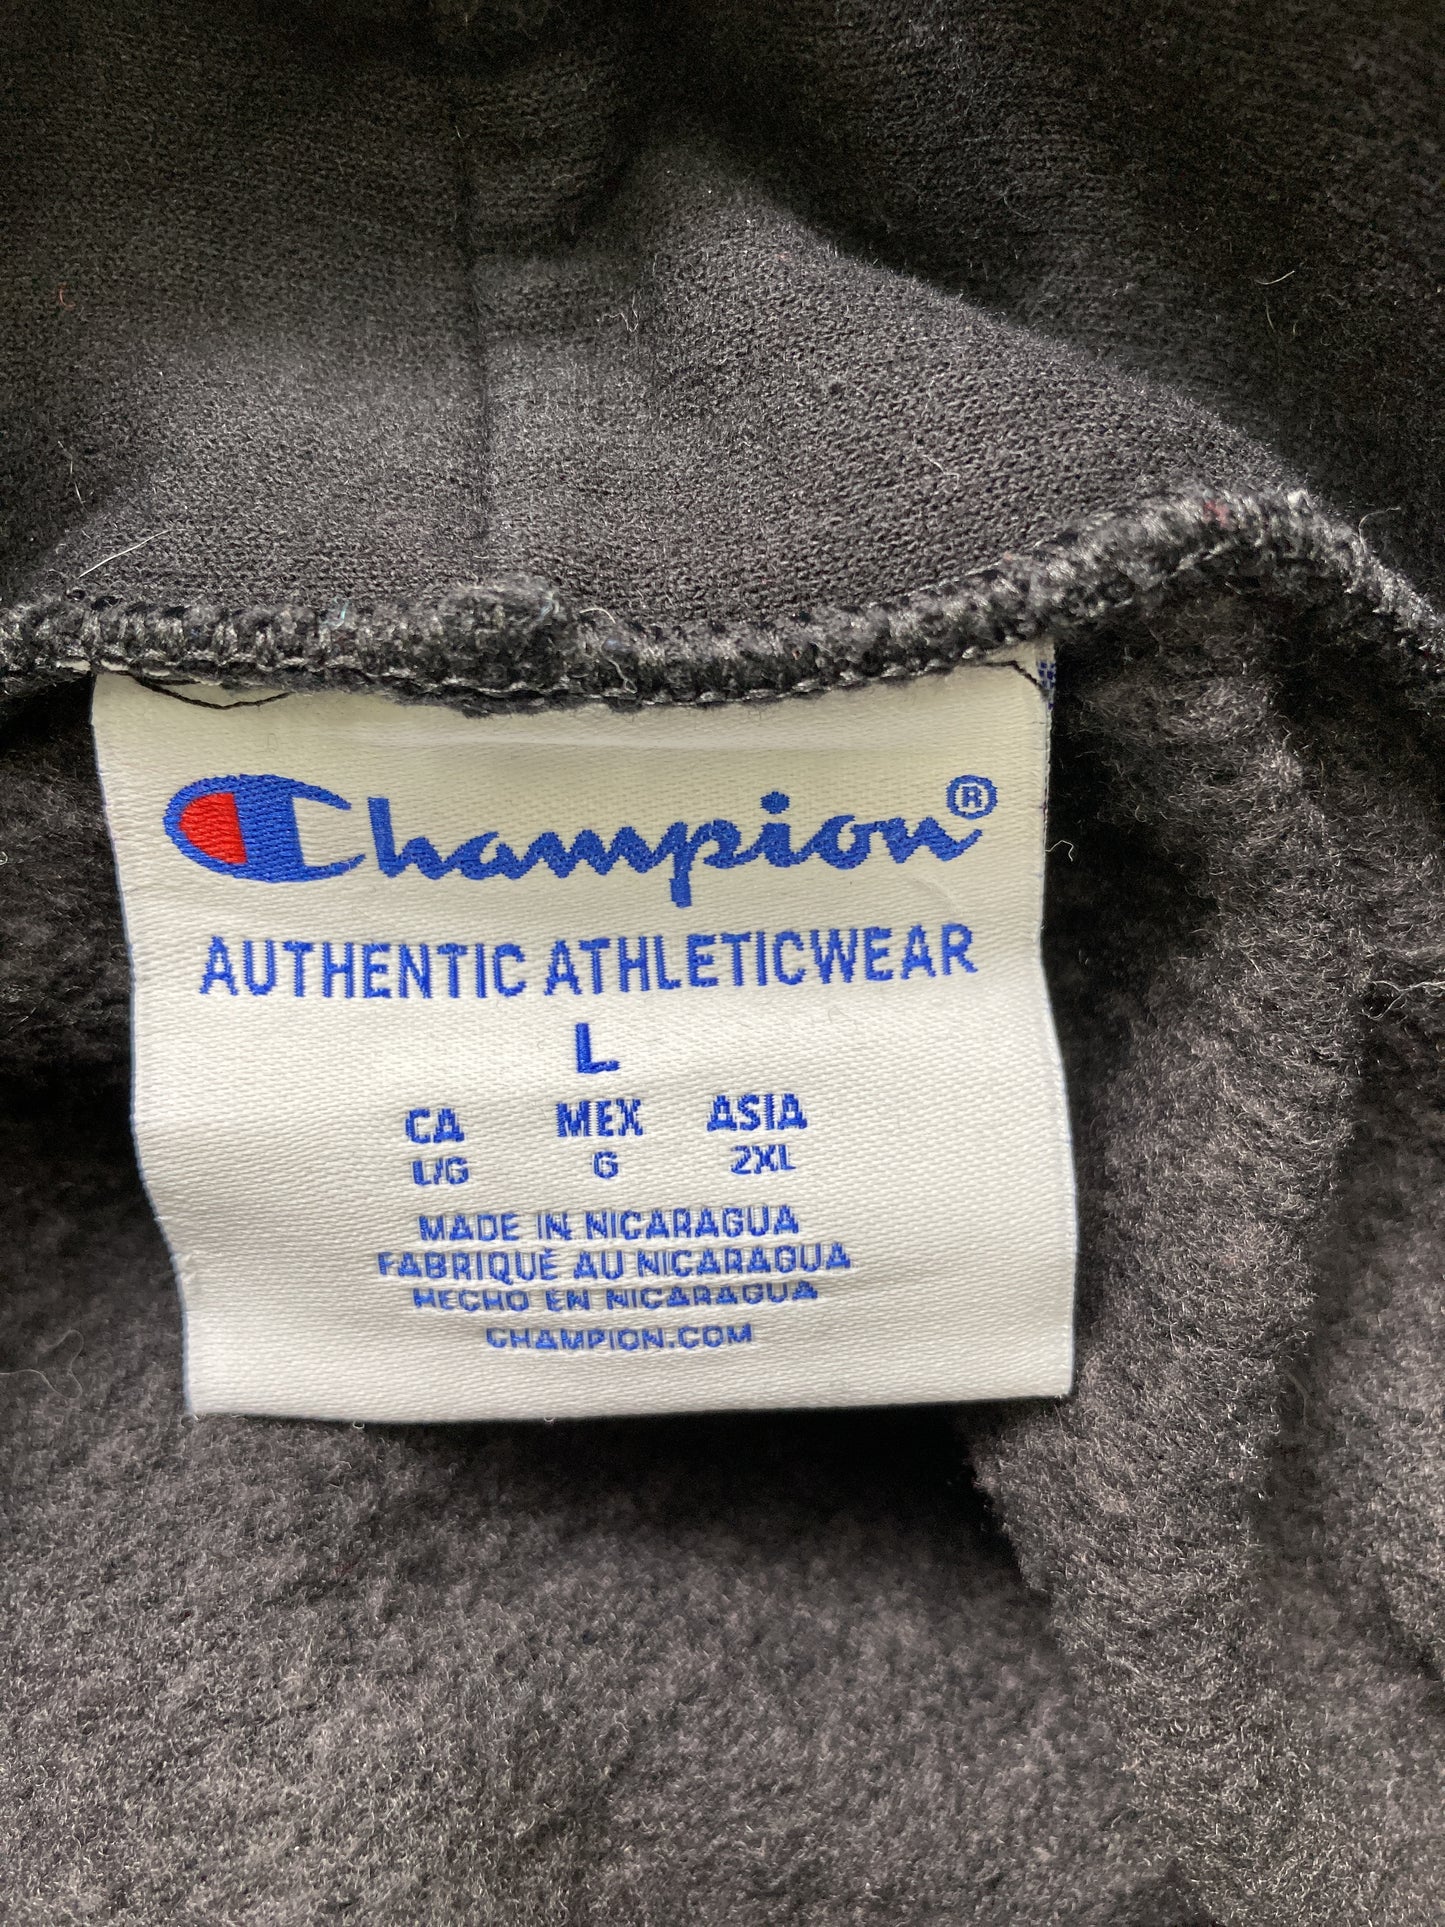 Champion®
AUTHENTIC ATHLETICWEAR
L
CA MEX ASIA
L/G G 2XL
MADE IN NICARAGUA
FABRIQUÉ AU NICARAGUA
HECHO EN NICARAGUA
CHAMPION.COM